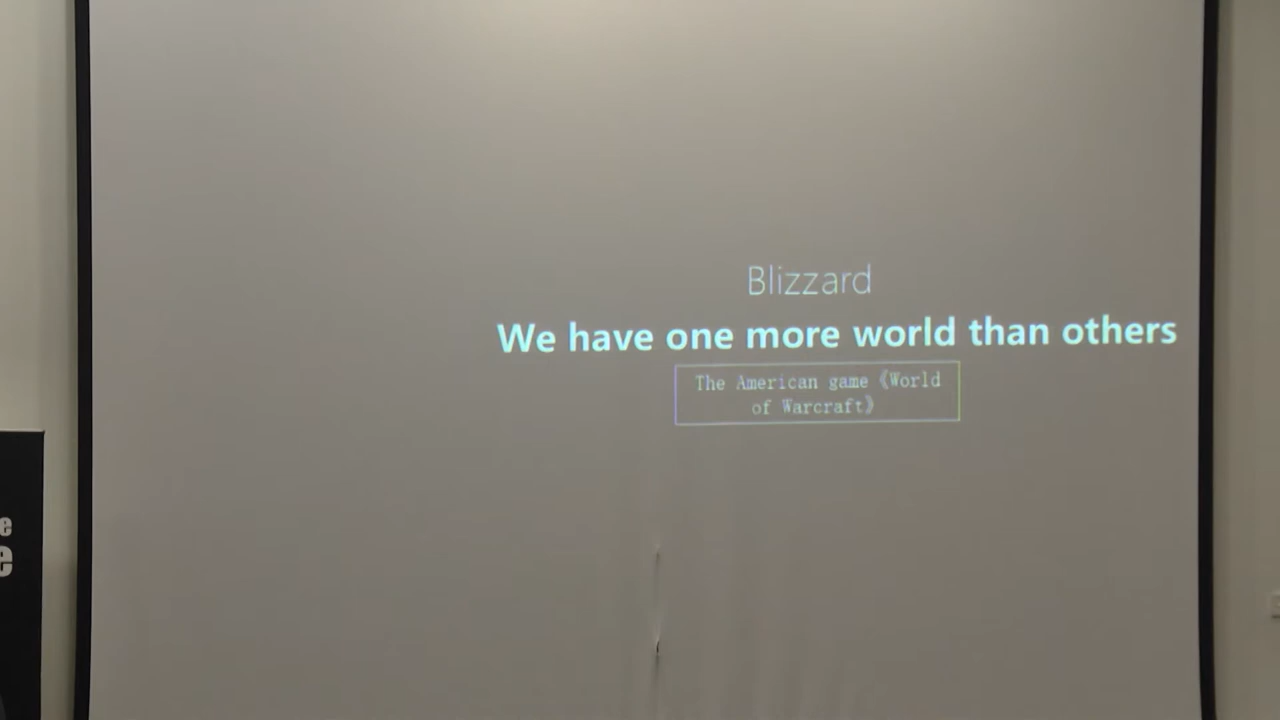 Blizzard
We have one more world than others
The American game《World
of Warcraft》
e
e